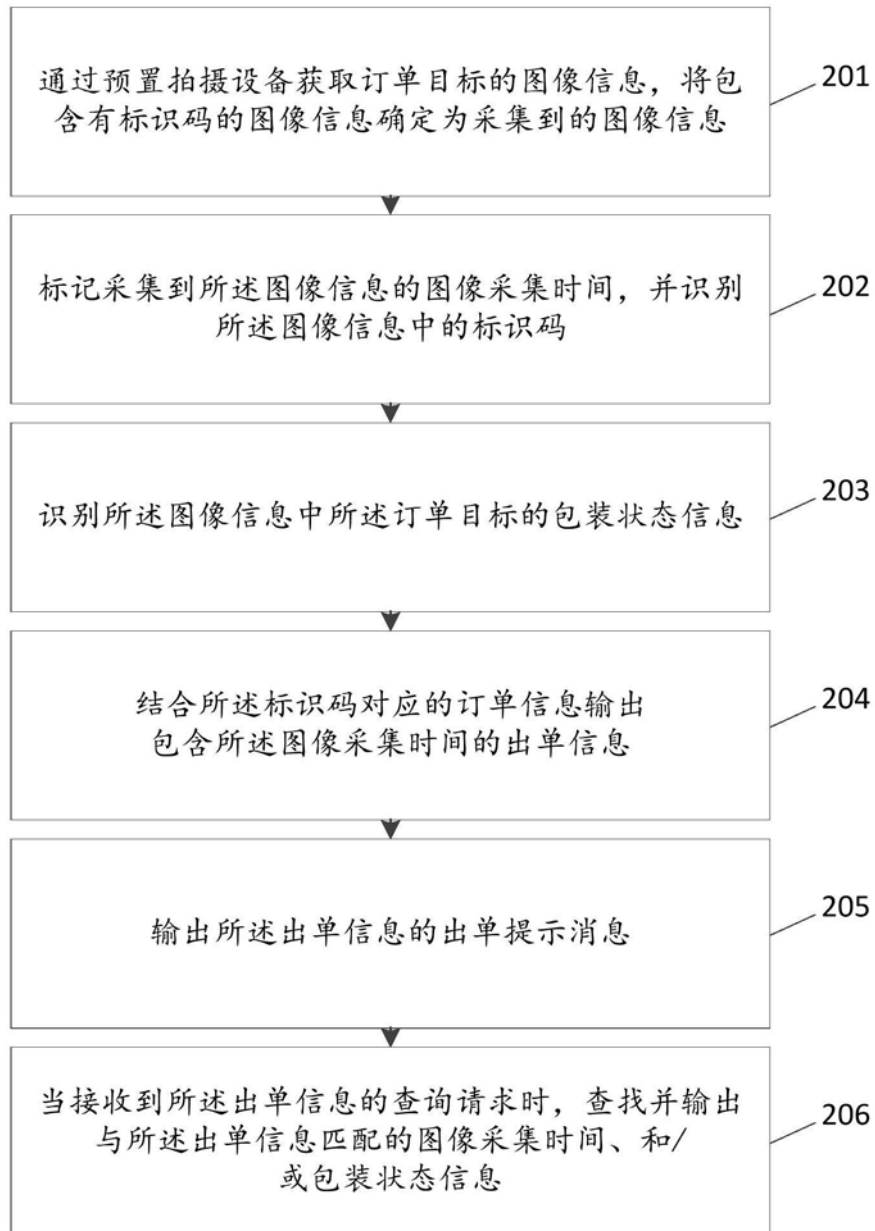 通过预置拍摄设备获取订单目标的图像信息，将包
含有标识码的图像信息确定为采集到的图像信息
201
标记采集到所述图像信息的图像采集时间，并识别
所述图像信息中的标识码
202
识别所述图像信息中所述订单目标的包装状态信息
203
结合所述标识码对应的订单信息输出
包含所述图像采集时间的出单信息
204
输出所述出单信息的出单提示消息
205
当接收到所述出单信息的查询请求时，查找并输出
与所述出单信息匹配的图像采集时间、和/
或包装状态信息
206